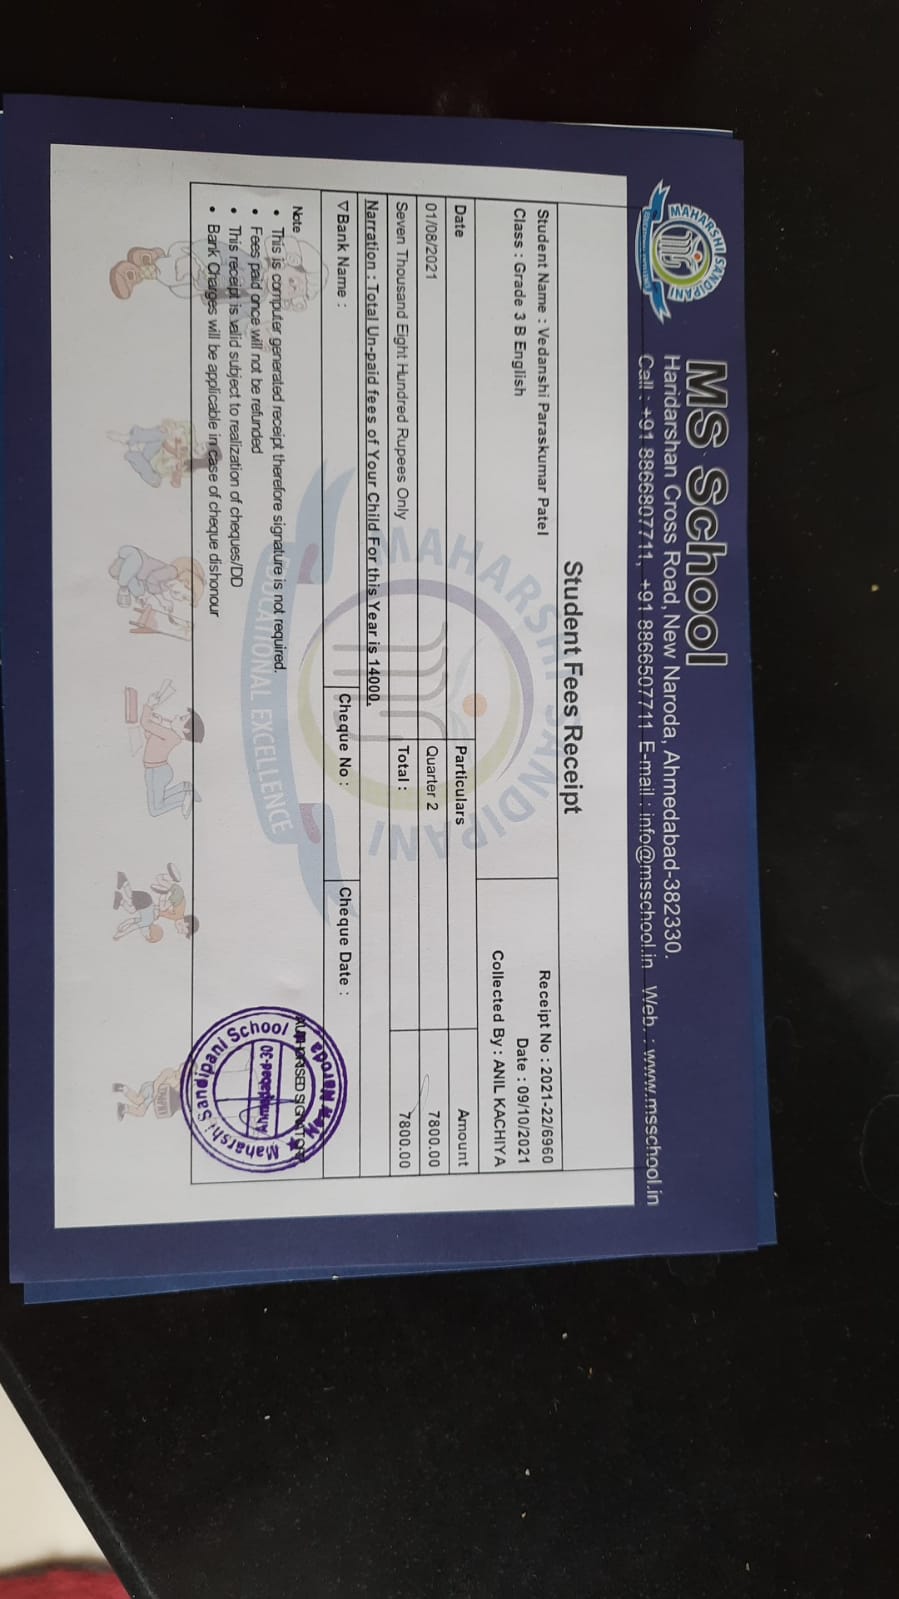 MAHARSHI SANDIPANI
EDUCATIONAL EXCELLENCE
MS School
Haridarshan Cross Road, New Naroda, Ahmedabad-382330.
Call : +91 8866807711, +91 8866507711 E-mail : info@msschool.in Web. : www.msschool.in
Student Fees Receipt
Student Name : Vedanshi Paraskumar Patel
Class : Grade 3 B English
Receipt No : 2021-22/6960
Date : 09/10/2021
Collected By : ANIL KACHIYA
Date Particulars Amount
01/08/2021 Quarter 2 7800.00
Seven Thousand Eight Hundred Rupees Only Total : 7800.00
Narration : Total Un-paid fees of Your Child For this Year is 14000.
▽Bank Name : Cheque No : Cheque Date :
Note
• This is computer generated receipt therefore signature is not required.
• Fees paid once will not be refunded
• This receipt is valid subject to realization of cheques/DD
• Bank Charges will be applicable in case of cheque dishonour
AUTHORISED SIGNATORY
Maharshi Sandipani School
New Naroda
Ahmedabad-30
MAHARSHI SANDIPANI
EDUCATIONAL EXCELLENCE